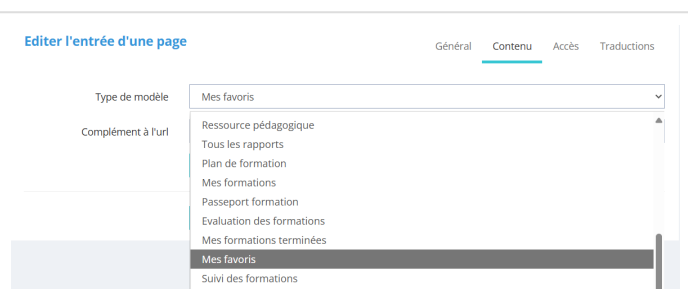 Editer l'entrée d'une page
Général Contenu Accès Traductions
Type de modèle Mes favoris
Complément à l'url
Ressource pédagogique
Tous les rapports
Plan de formation
Mes formations
Passeport formation
Evaluation des formations
Mes formations terminées
Mes favoris
Suivi des formations